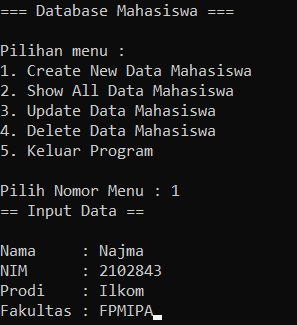 === Database Mahasiswa ===
Pilihan menu :
1. Create New Data Mahasiswa
2. Show All Data Mahasiswa
3. Update Data Mahasiswa
4. Delete Data Mahasiswa
5. Keluar Program
Pilih Nomor Menu : 1
== Input Data ==
Nama     : Najma
NIM      : 2102843
Prodi    : Ilkom
Fakultas : FPMIPA